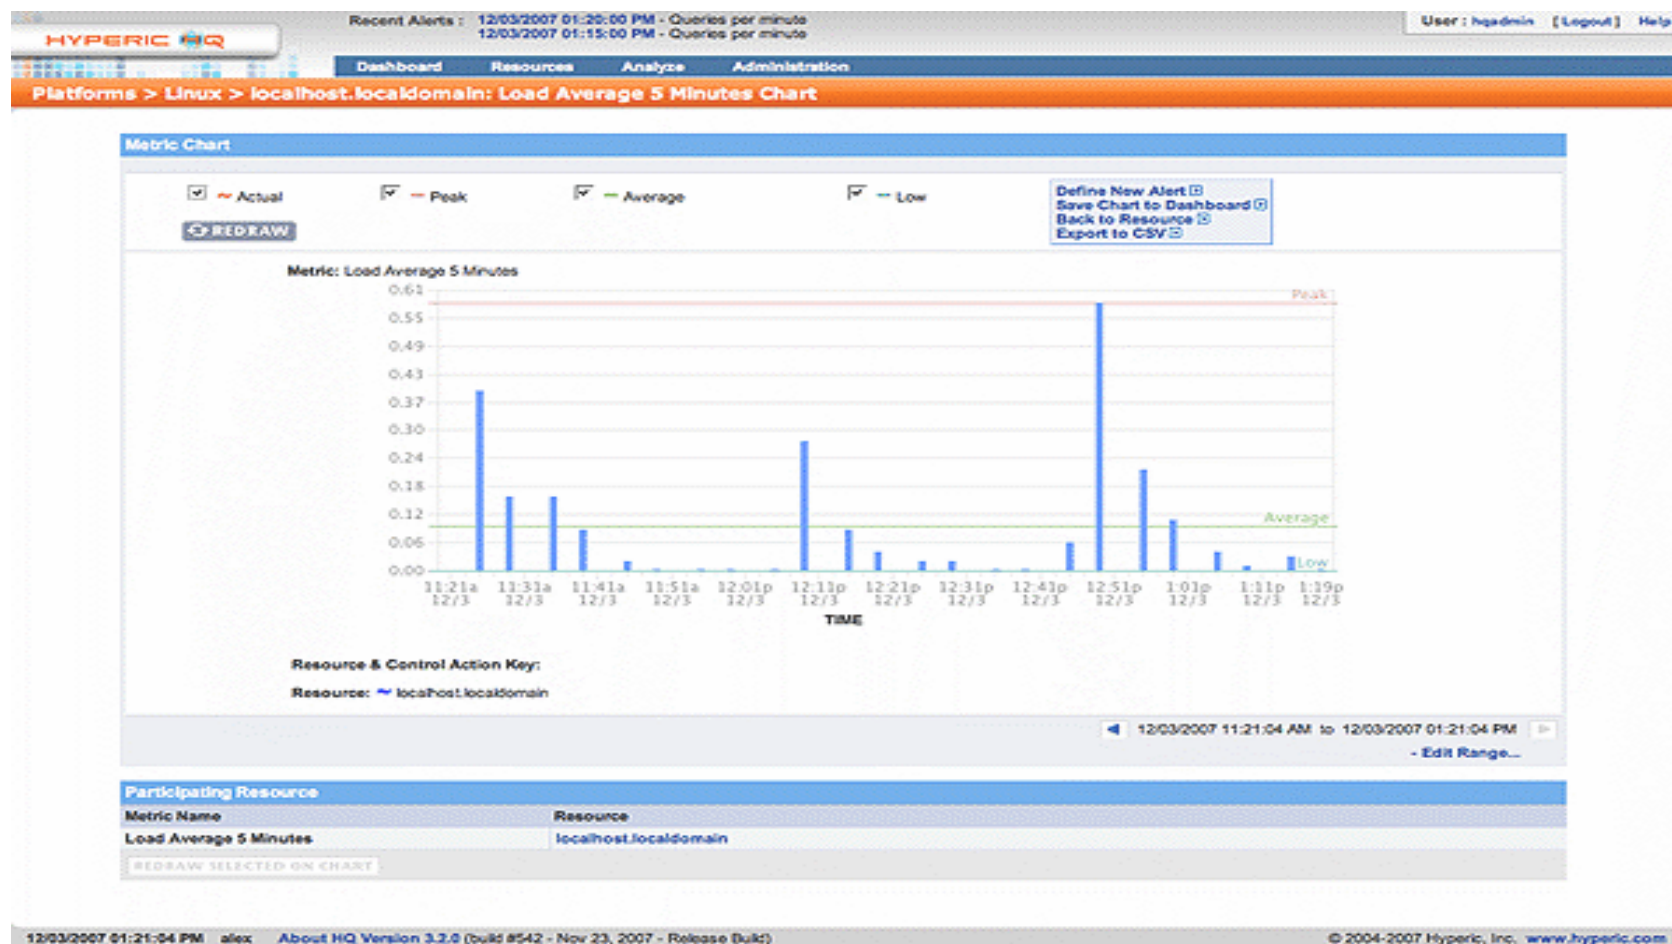 Recent Alerts : 12/03/2007 01:20:00 PM - Queries per minute
12/03/2007 01:15:00 PM - Queries per minute
User : hqadmin [Logout] Help
HYPERIC HQ
Dashboard Resources Analyze Administration
Platforms > Linux > localhost.localdomain: Load Average 5 Minutes Chart
Metric Chart
Actual Peak Average Low
Define New Alert
Save Chart to Dashboard
Back to Resource
Export to CSV
REDRAW
Metric: Load Average 5 Minutes
0.61
Peak
0.55
0.49
0.43
0.37
0.30
0.24
0.18
0.12
Average
0.06
Low
0.00
11:21a 11:31a 11:41a 11:51a 12:01p 12:11p 12:21p 12:31p 12:41p 12:51p 1:01p 1:11p 1:19p
12/3 12/3 12/3 12/3 12/3 12/3 12/3 12/3 12/3 12/3 12/3 12/3 12/3
TIME
Resource & Control Action Key:
Resource: localhost.localdomain
12/03/2007 11:21:04 AM to 12/03/2007 01:21:04 PM
- Edit Range...
Participating Resource
Metric Name Resource
Load Average 5 Minutes localhost.localdomain
REDRAW SELECTED ON CHART
12/03/2007 01:21:04 PM alex About HQ Version 3.2.0 (build #542 - Nov 23, 2007 - Release Build) © 2004-2007 Hyperic, Inc. www.hyperic.com